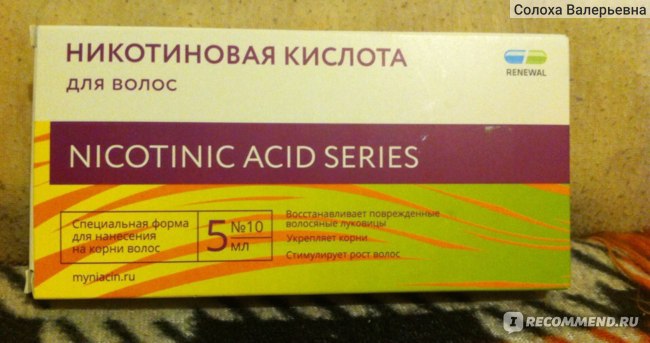 Солоха Валерьевна
НИКОТИНОВАЯ КИСЛОТА
ДЛЯ ВОЛОС
RENEWAL
NICOTINIC ACID SERIES
Специальная форма
для нанесения
на корни волос
5 №10
мл
Восстанавливает поврежденные
волосяные луковицы
Укрепляет корни
Стимулирует рост волос
myniacin.ru
I RECOMMEND.RU